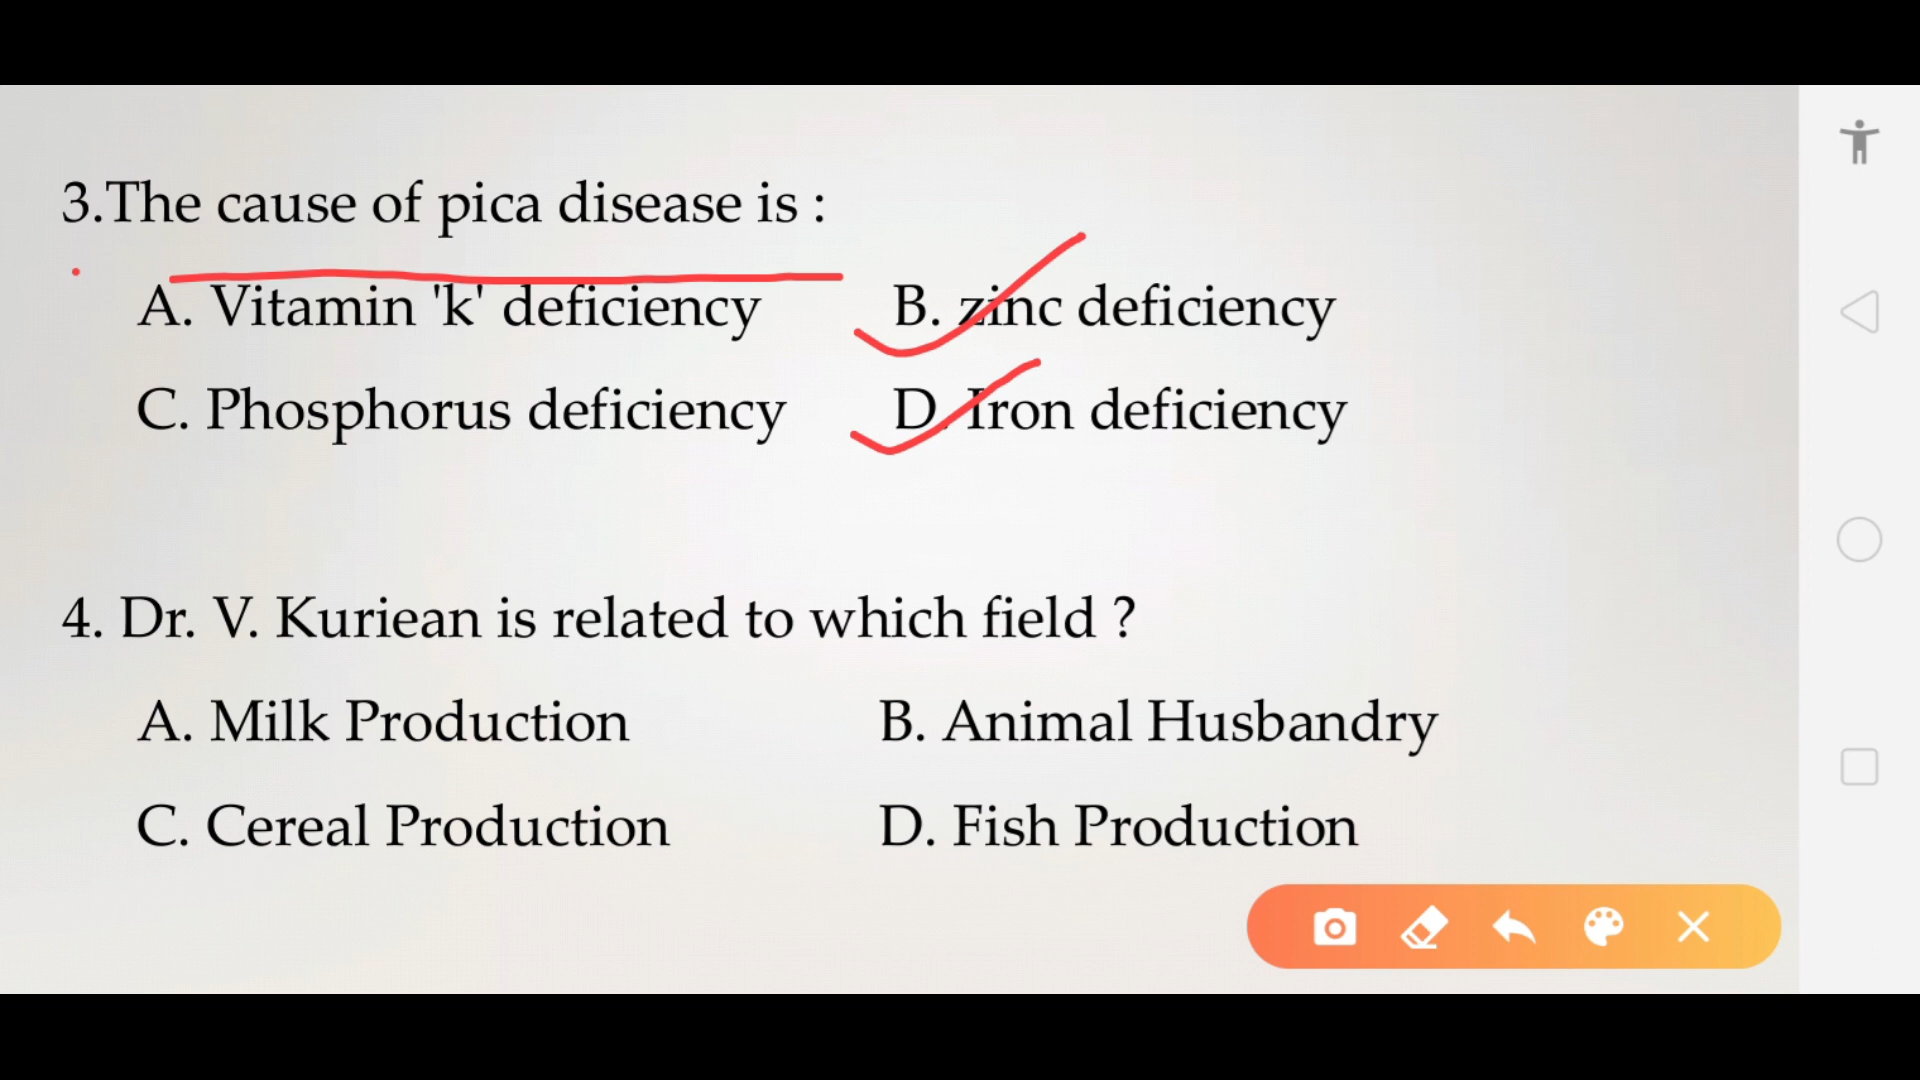 3.The cause of pica disease is :
A. Vitamin 'k' deficiency B. zinc deficiency
C. Phosphorus deficiency D. Iron deficiency
4. Dr. V. Kuriean is related to which field ?
A. Milk Production B. Animal Husbandry
C. Cereal Production D. Fish Production